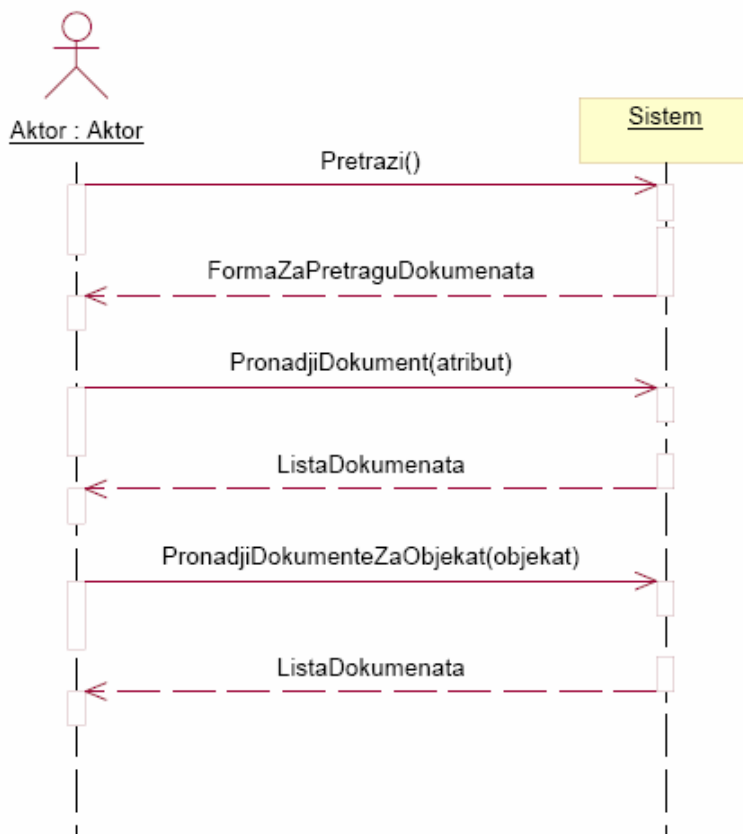 Aktor : Aktor
Sistem
Pretrazi()
FormaZaPretraguDokumenata
PronadjiDokument(atribut)
ListaDokumenata
PronadjiDokumenteZaObjekat(objekat)
ListaDokumenata